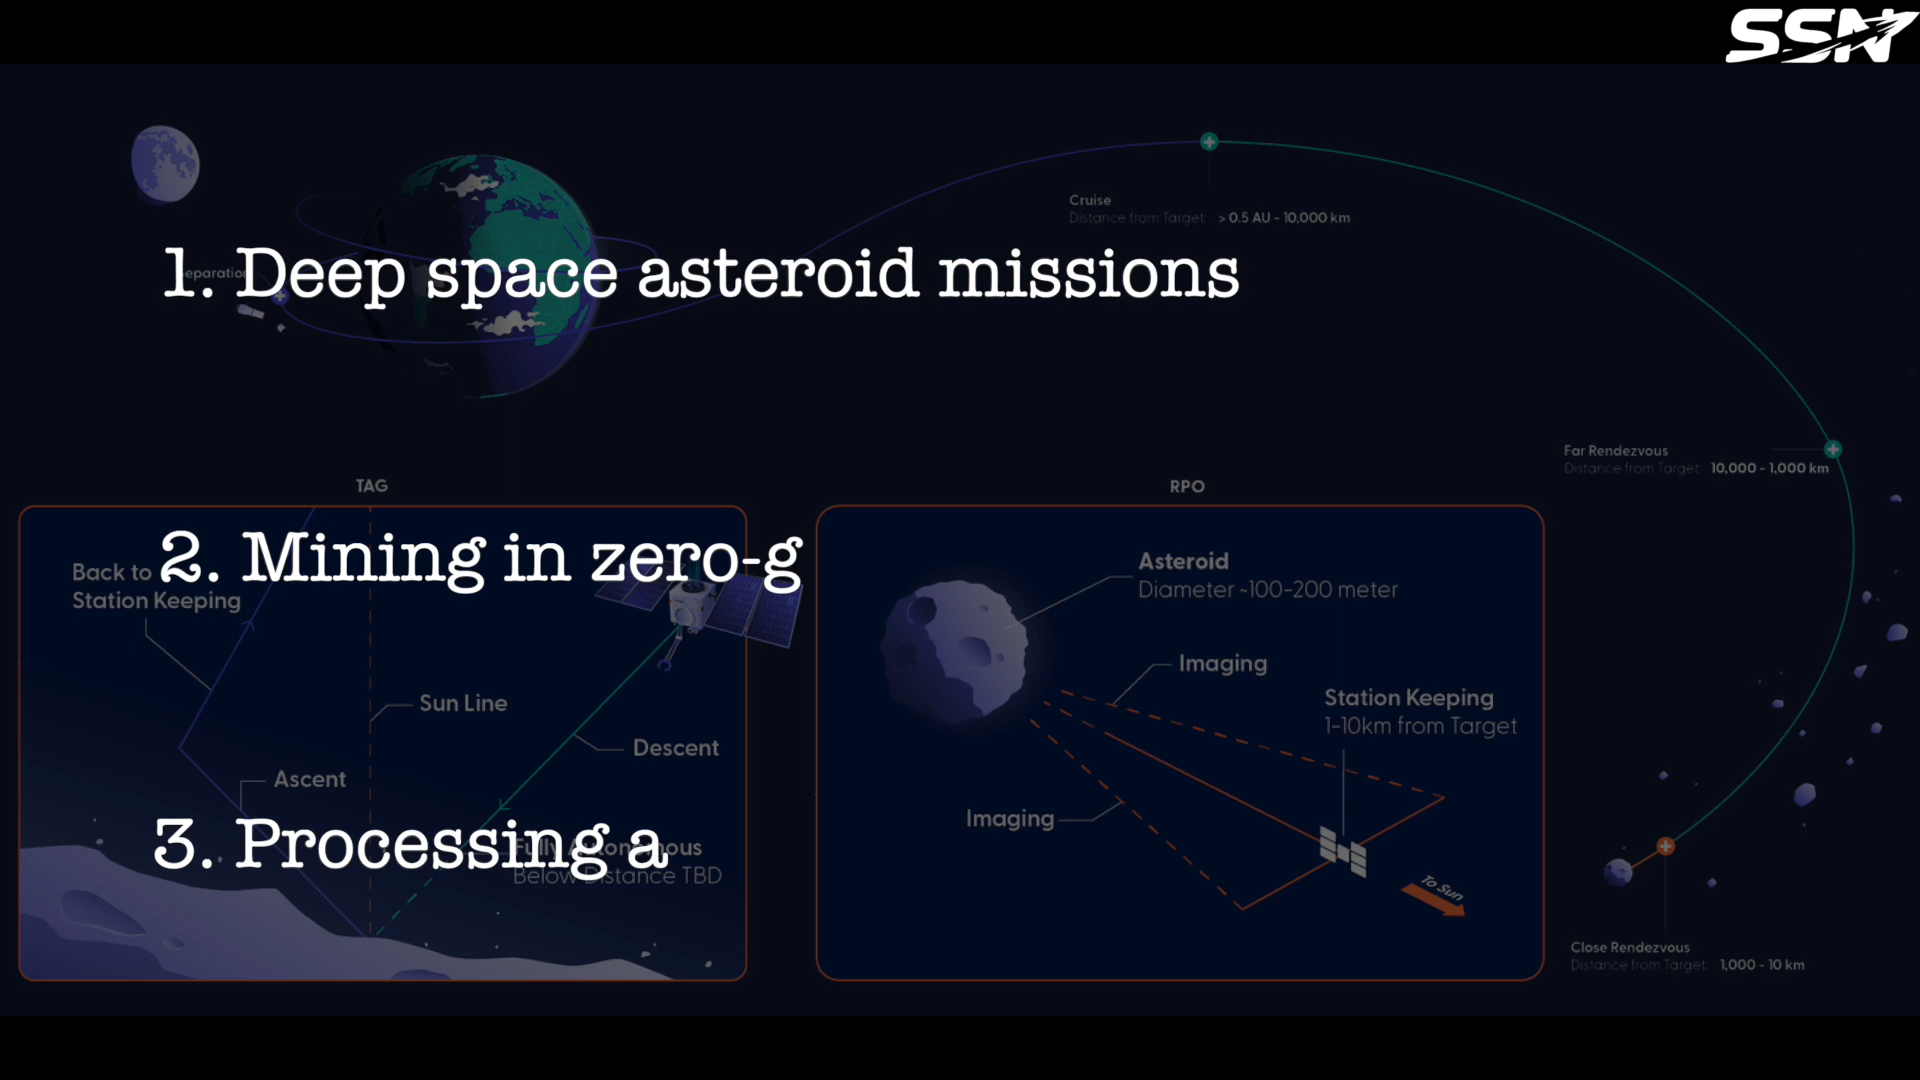 SSN
Cruise
Distance from Target: > 0.5 AU - 10,000 km
Separation
1. Deep space asteroid missions
Far Rendezvous
Distance from Target: 10,000 - 1,000 km
TAG
RPO
2. Mining in zero-g
Back to
Station Keeping
Asteroid
Diameter ~100-200 meter
Imaging
Station Keeping
1-10km from Target
Sun Line
Descent
Ascent
Imaging
3. Processing a
Fully Autonomous
Below Distance TBD
To Sun
Close Rendezvous
Distance from Target: 1,000 - 10 km